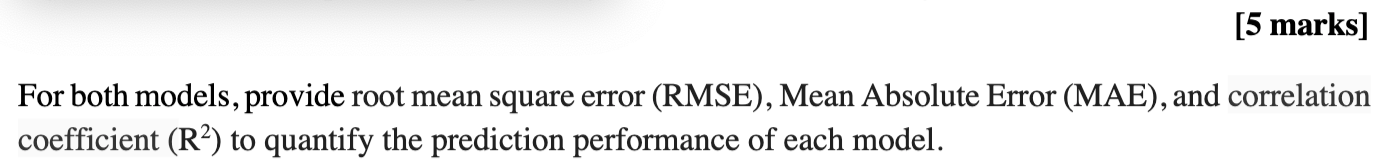 [5 marks]
For both models, provide root mean square error (RMSE), Mean Absolute Error (MAE), and correlation
coefficient (R²) to quantify the prediction performance of each model.